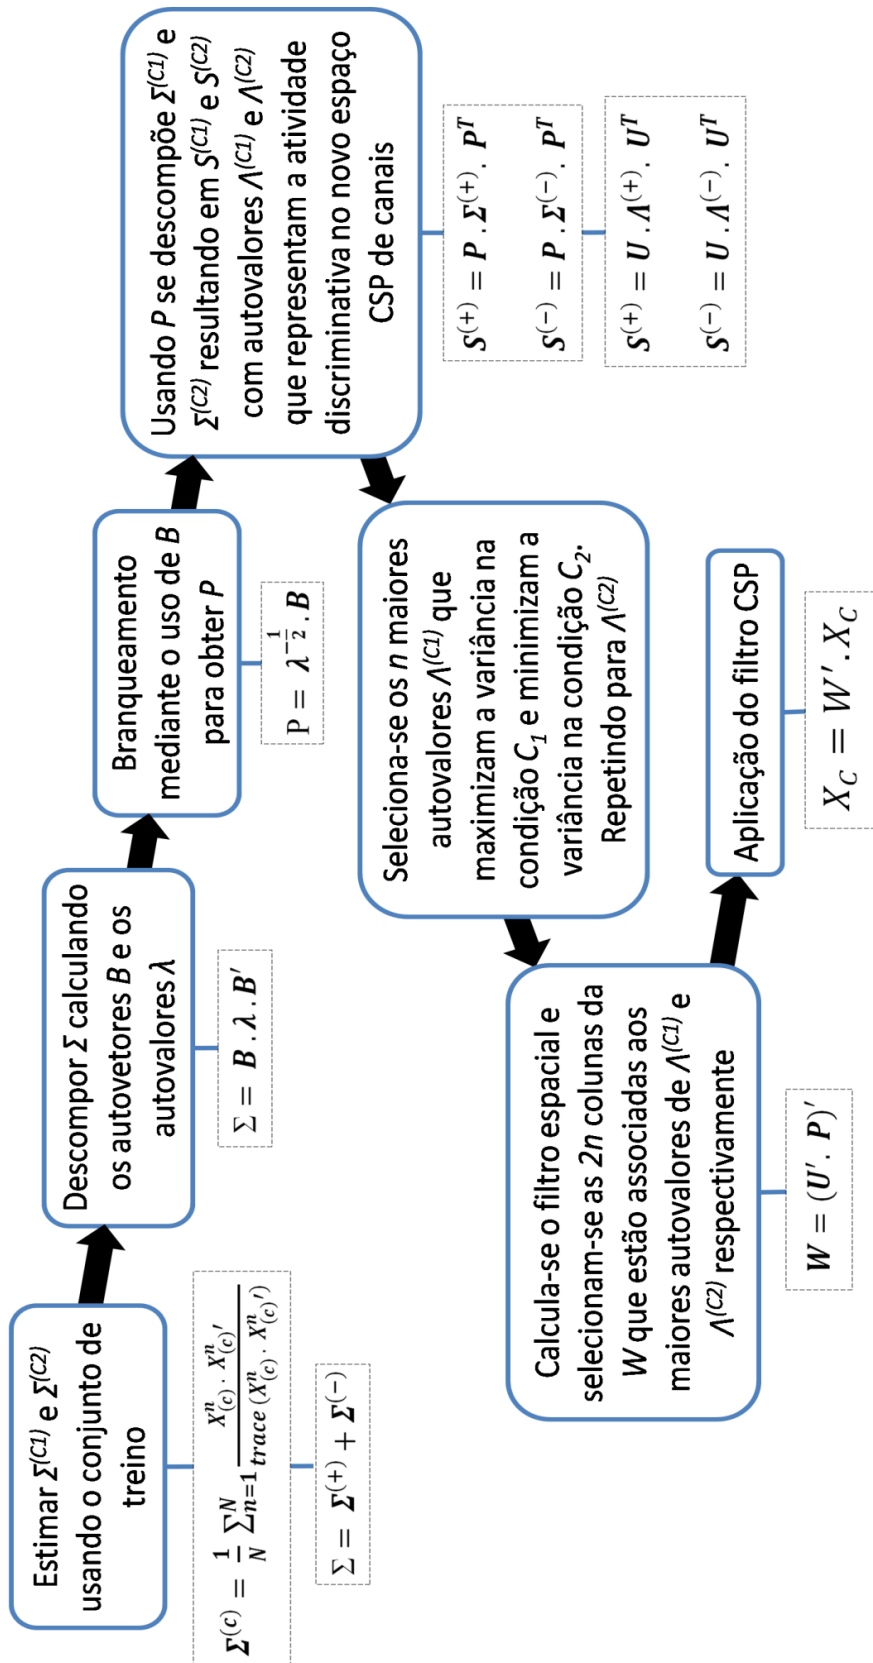 Estimar Σ^(C1) e Σ^(C2)
usando o conjunto de
treino
Σ^(c) = 1/N Σ_{n=1}^{N} X^n_(c) · X^n_(c)′ / trace (X^n_(c) · X^n_(c)′)
Σ = Σ^(+) + Σ^(−)
Descompor Σ calculando
os autovetores B e os
autovalores λ
Σ = B . λ . B′
Branqueamento
mediante o uso de B
para obter P
P = λ^(−1/2) . B
Usando P se descompõe Σ^(C1) e
Σ^(C2) resultando em S^(C1) e S^(C2)
com autovalores Λ^(C1) e Λ^(C2)
que representam a atividade
discriminativa no novo espaço
CSP de canais
S^(+) = P . Σ^(+) . P^T
S^(−) = P . Σ^(−) . P^T
S^(+) = U . Λ^(+) . U^T
S^(−) = U . Λ^(−) . U^T
Seleciona-se os n maiores
autovalores Λ^(C1) que
maximizam a variância na
condição C_1 e minimizam a
variância na condição C_2.
Repetindo para Λ^(C2)
Calcula-se o filtro espacial e
selecionam-se as 2n colunas da
W que estão associadas aos
maiores autovalores de Λ^(C1) e
Λ^(C2) respectivamente
W = (U′. P)′
Aplicação do filtro CSP
X_C = W′. X_C